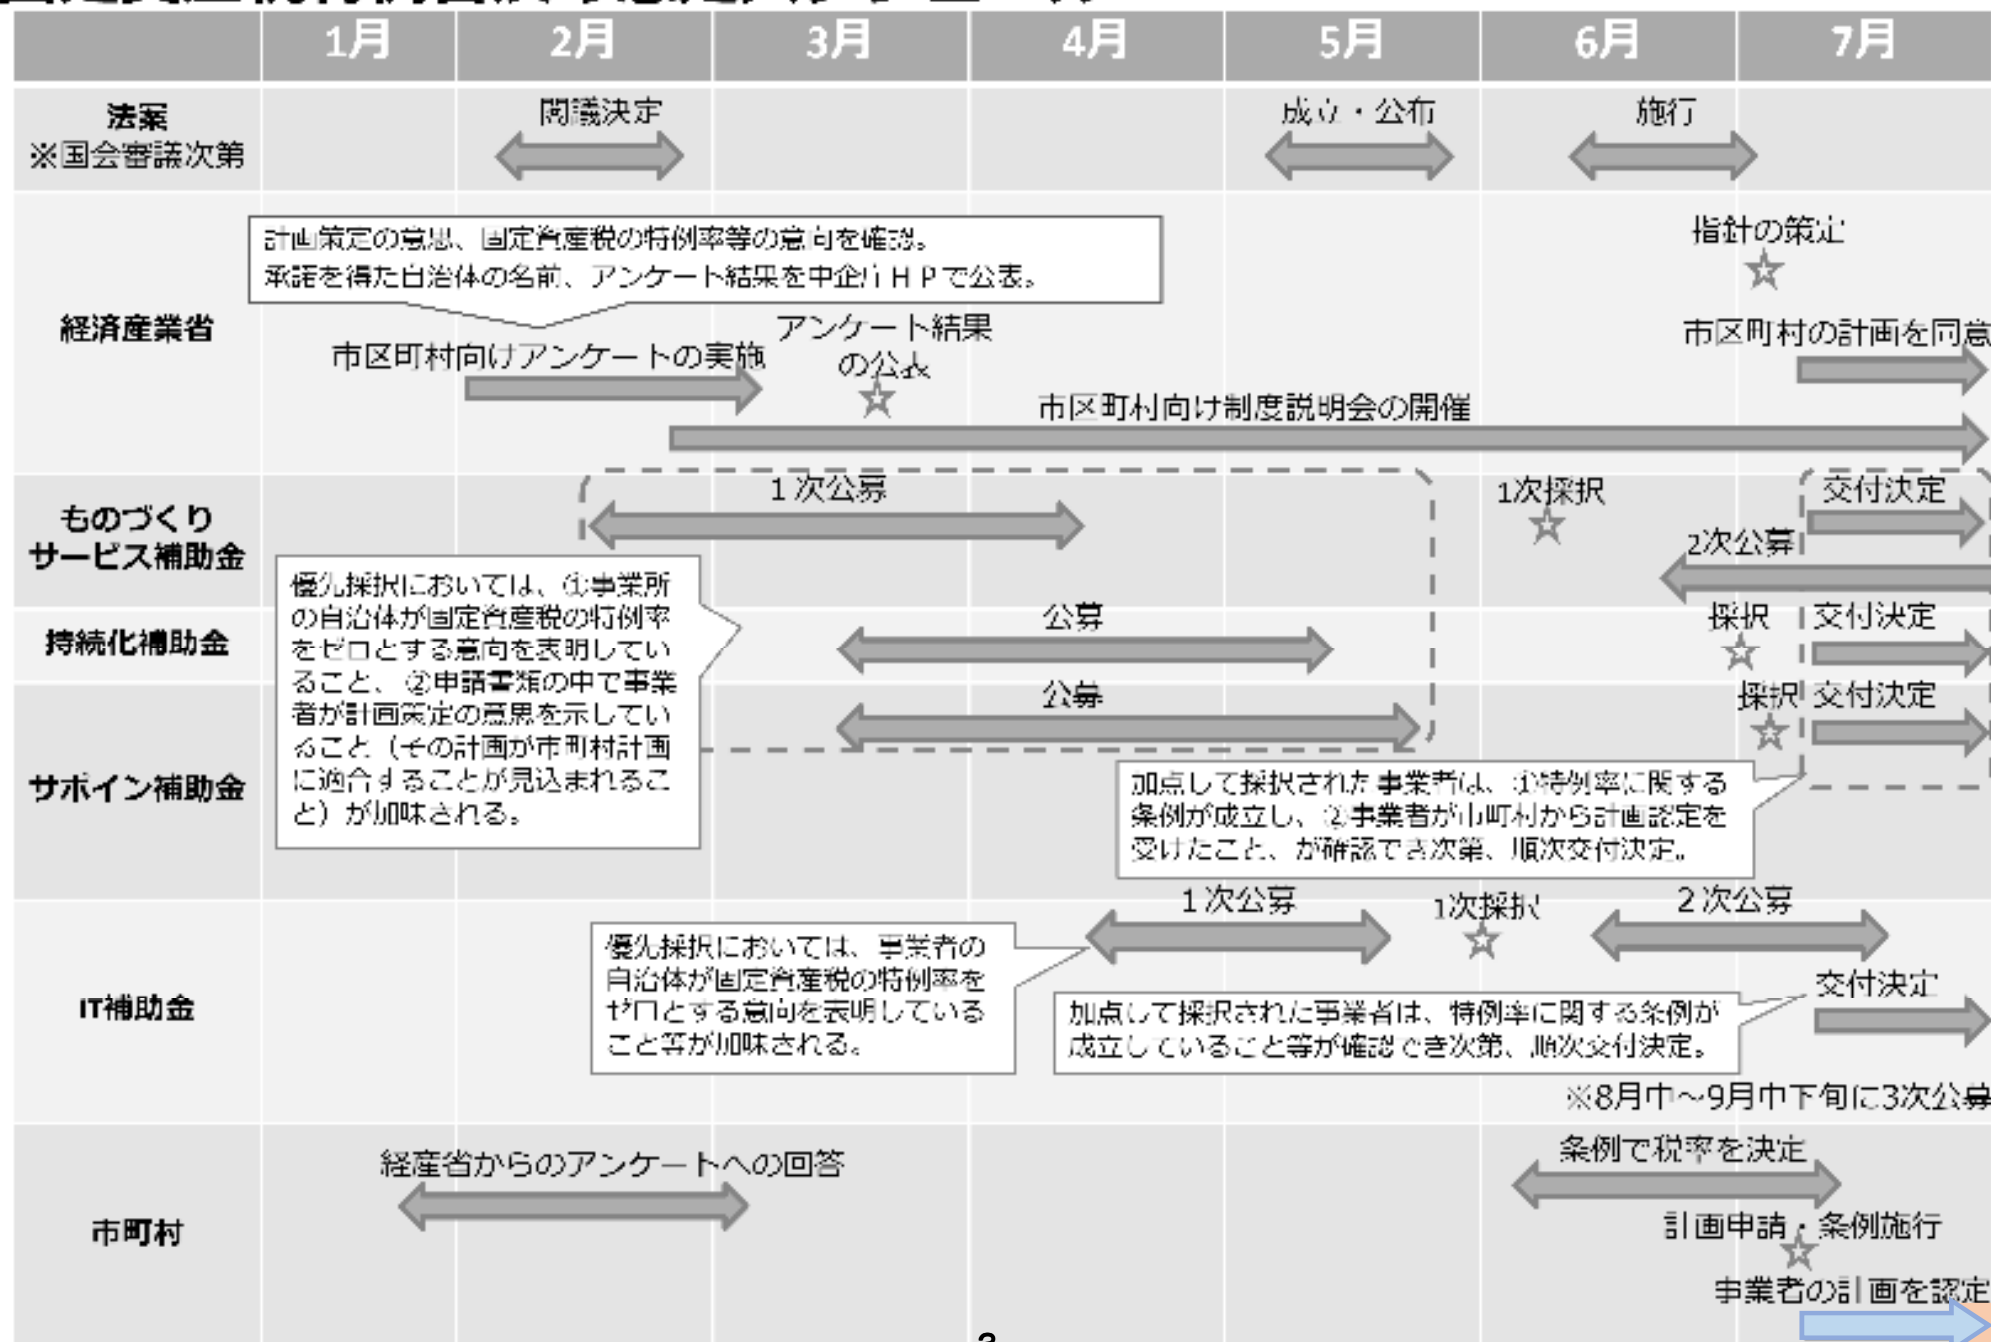 1月 2月 3月 4月 5月 6月 7月
法案
※国会審議次第
閣議決定
成立・公布
施行
経済産業省
計画策定の意思、固定資産税の特例率等の意向を確認。
承諾を得た自治体の名前、アンケート結果を中企庁ＨＰで公表。
指針の策定
市区町村向けアンケートの実施
アンケート結果
の公表
市区町村の計画を同意
市区町村向け制度説明会の開催
ものづくり
サービス補助金
１次公募
1次採択
交付決定
2次公募
優先採択においては、①事業所
の自治体が固定資産税の特例率
をゼロとする意向を表明してい
ること、②申請書類の中で事業
者が計画策定の意思を示してい
ること（その計画が市町村計画
に適合することが見込まれるこ
と）が加味される。
持続化補助金
公募
採択
交付決定
サポイン補助金
公募
採択
交付決定
加点して採択された事業者は、①特例率に関する
条例が成立し、②事業者が市町村から計画認定を
受けたこと、が確認でき次第、順次交付決定。
IT補助金
１次公募
1次採択
２次公募
優先採択においては、事業者の
自治体が固定資産税の特例率を
ゼロとする意向を表明している
こと等が加味される。
交付決定
加点して採択された事業者は、特例率に関する条例が
成立していること等が確認でき次第、順次交付決定。
※8月中～9月中下旬に3次公募
市町村
経産省からのアンケートへの回答
条例で税率を決定
計画申請・条例施行
事業者の計画を認定